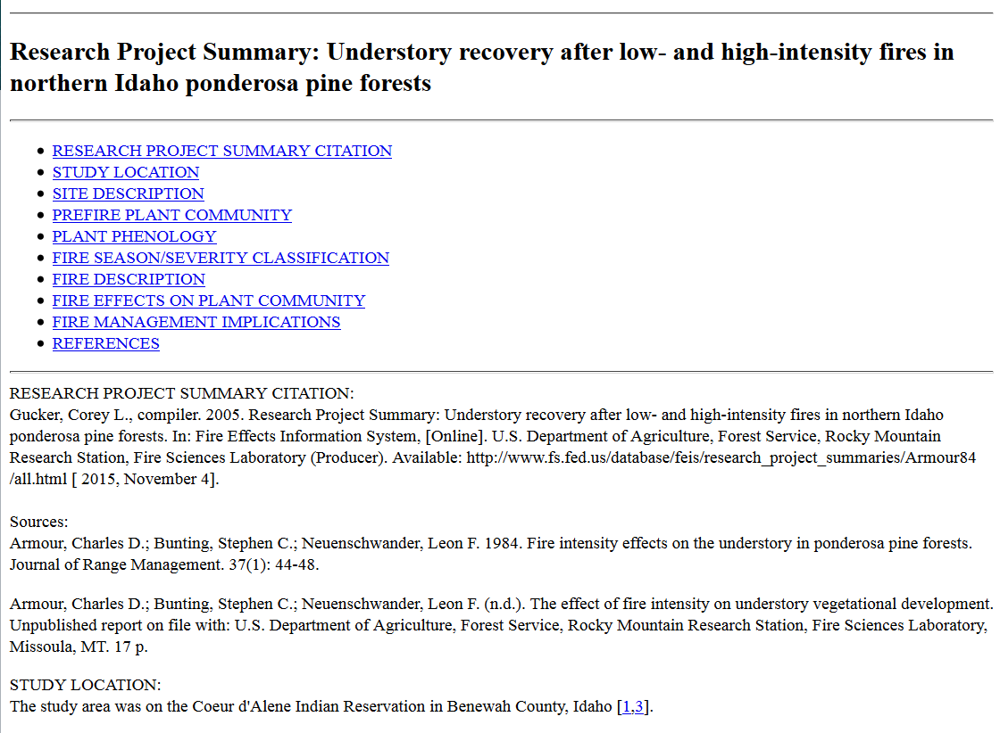 Research Project Summary: Understory recovery after low- and high-intensity fires in
northern Idaho ponderosa pine forests
RESEARCH PROJECT SUMMARY CITATION
STUDY LOCATION
SITE DESCRIPTION
PREFIRE PLANT COMMUNITY
PLANT PHENOLOGY
FIRE SEASON/SEVERITY CLASSIFICATION
FIRE DESCRIPTION
FIRE EFFECTS ON PLANT COMMUNITY
FIRE MANAGEMENT IMPLICATIONS
REFERENCES
RESEARCH PROJECT SUMMARY CITATION:
Gucker, Corey L., compiler. 2005. Research Project Summary: Understory recovery after low- and high-intensity fires in northern Idaho
ponderosa pine forests. In: Fire Effects Information System, [Online]. U.S. Department of Agriculture, Forest Service, Rocky Mountain
Research Station, Fire Sciences Laboratory (Producer). Available: http://www.fs.fed.us/database/feis/research_project_summaries/Armour84
/all.html [ 2015, November 4].
Sources:
Armour, Charles D.; Bunting, Stephen C.; Neuenschwander, Leon F. 1984. Fire intensity effects on the understory in ponderosa pine forests.
Journal of Range Management. 37(1): 44-48.
Armour, Charles D.; Bunting, Stephen C.; Neuenschwander, Leon F. (n.d.). The effect of fire intensity on understory vegetational development.
Unpublished report on file with: U.S. Department of Agriculture, Forest Service, Rocky Mountain Research Station, Fire Sciences Laboratory,
Missoula, MT. 17 p.
STUDY LOCATION:
The study area was on the Coeur d'Alene Indian Reservation in Benewah County, Idaho [1,3].